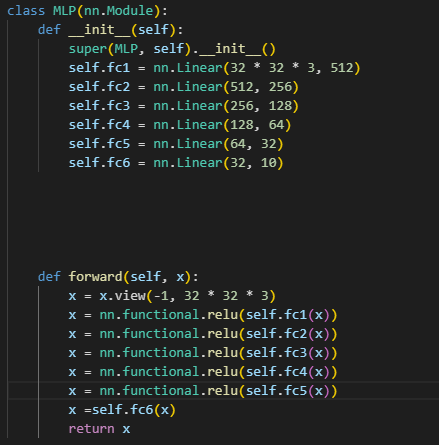 class MLP(nn.Module):
    def __init__(self):
        super(MLP, self).__init__()
        self.fc1 = nn.Linear(32 * 32 * 3, 512)
        self.fc2 = nn.Linear(512, 256)
        self.fc3 = nn.Linear(256, 128)
        self.fc4 = nn.Linear(128, 64)
        self.fc5 = nn.Linear(64, 32)
        self.fc6 = nn.Linear(32, 10)
    def forward(self, x):
        x = x.view(-1, 32 * 32 * 3)
        x = nn.functional.relu(self.fc1(x))
        x = nn.functional.relu(self.fc2(x))
        x = nn.functional.relu(self.fc3(x))
        x = nn.functional.relu(self.fc4(x))
        x = nn.functional.relu(self.fc5(x))
        x =self.fc6(x)
        return x